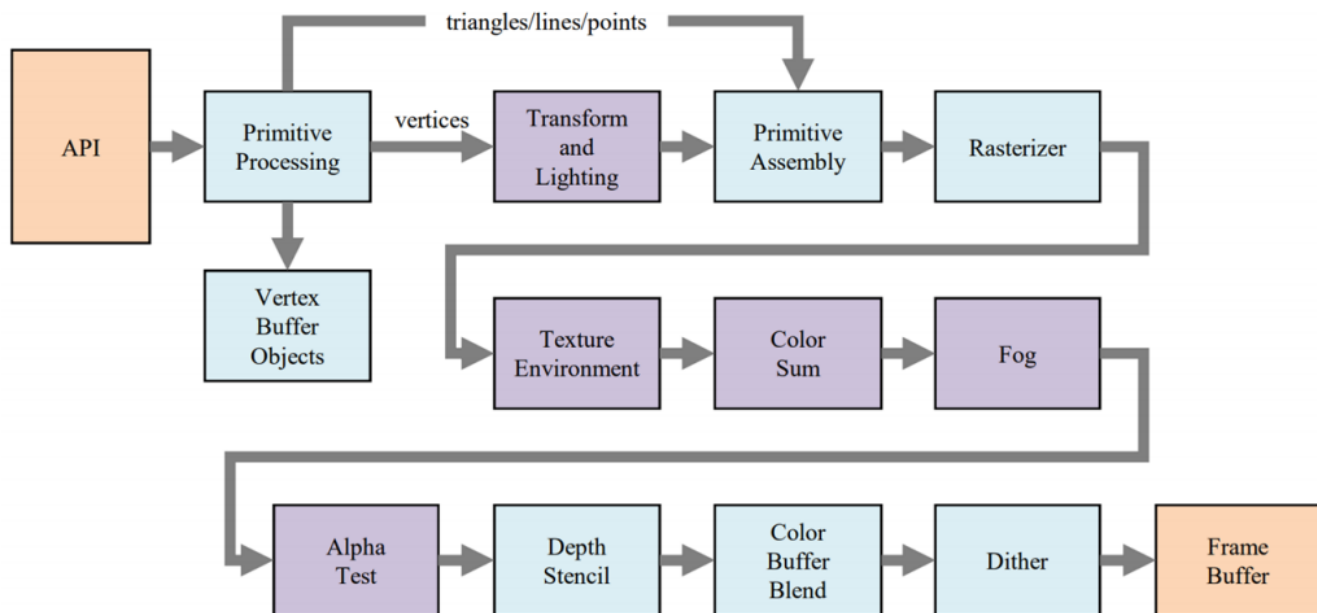 triangles/lines/points
API
Primitive
Processing
vertices
Transform
and
Lighting
Primitive
Assembly
Rasterizer
Vertex
Buffer
Objects
Texture
Environment
Color
Sum
Fog
Alpha
Test
Depth
Stencil
Color
Buffer
Blend
Dither
Frame
Buffer